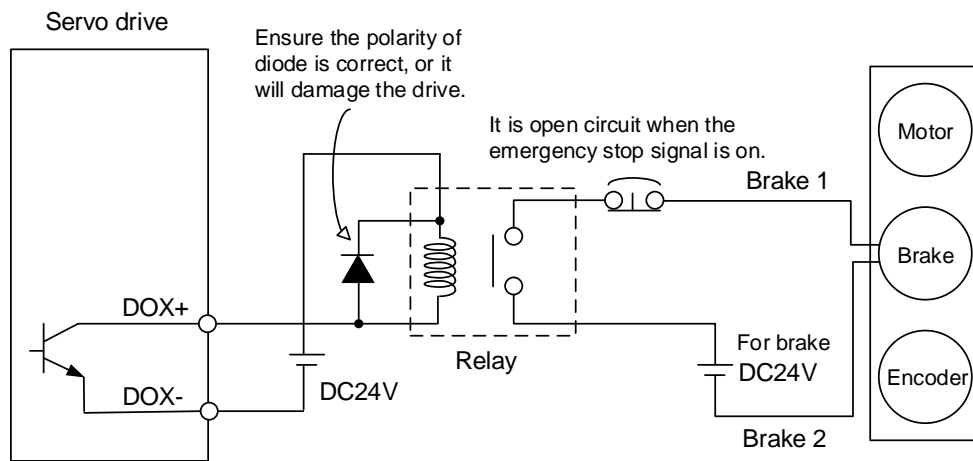 Servo drive
Ensure the polarity of
diode is correct, or it
will damage the drive.
It is open circuit when the
emergency stop signal is on.
Motor
Brake 1
Brake
DOX+
Relay
For brake
DC24V
DC24V
Encoder
DOX-
Brake 2